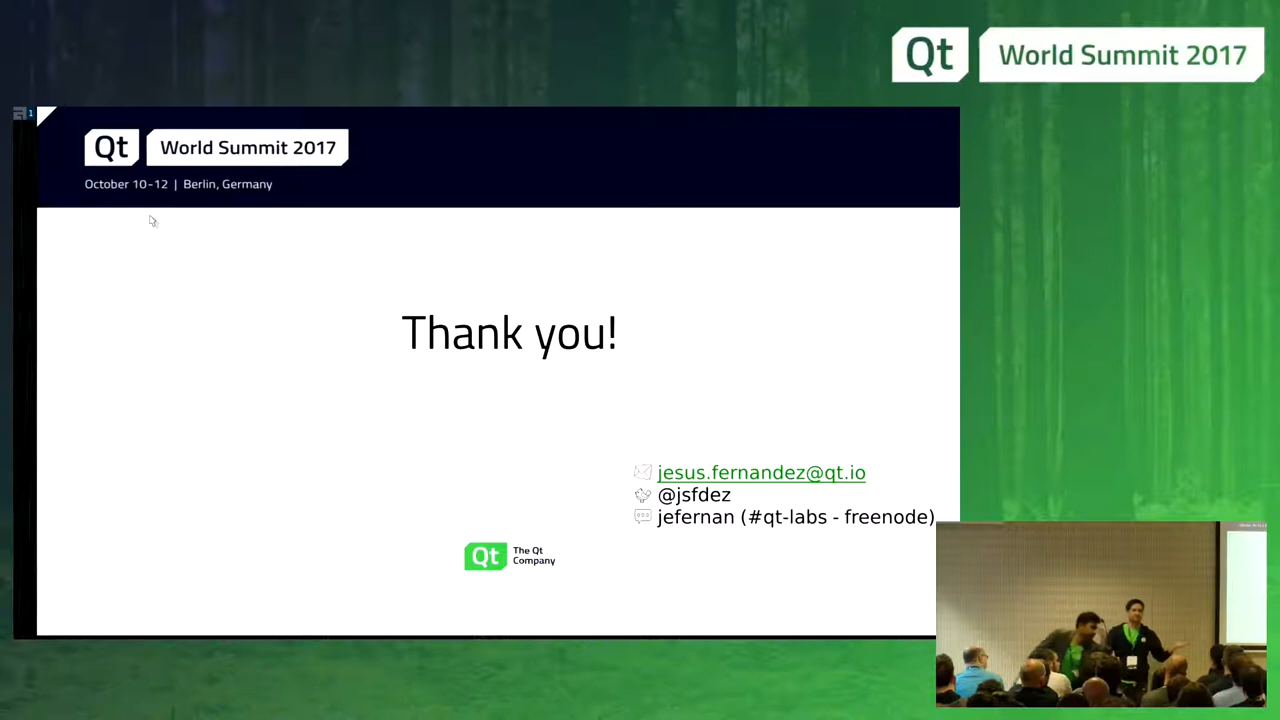 Qt World Summit 2017
1
Qt World Summit 2017
October 10-12 | Berlin, Germany
Thank you!
jesus.fernandez@qt.io
@jsfdez
jefernan (#qt-labs - freenode)
Qt The Qt
Company